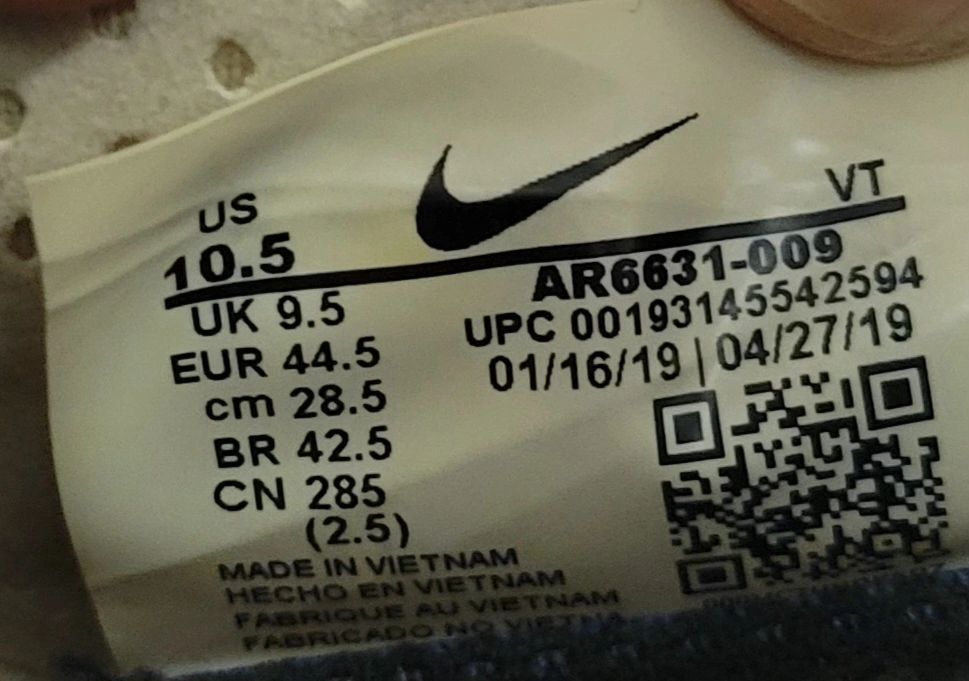 US
10.5
VT
UK 9.5
EUR 44.5
cm 28.5
BR 42.5
CN 285
(2.5)
AR6631-009
UPC 00193145542594
01/16/19 | 04/27/19
MADE IN VIETNAM
HECHO EN VIETNAM
FABRIQUE AU VIETNAM
FABRICADO NO